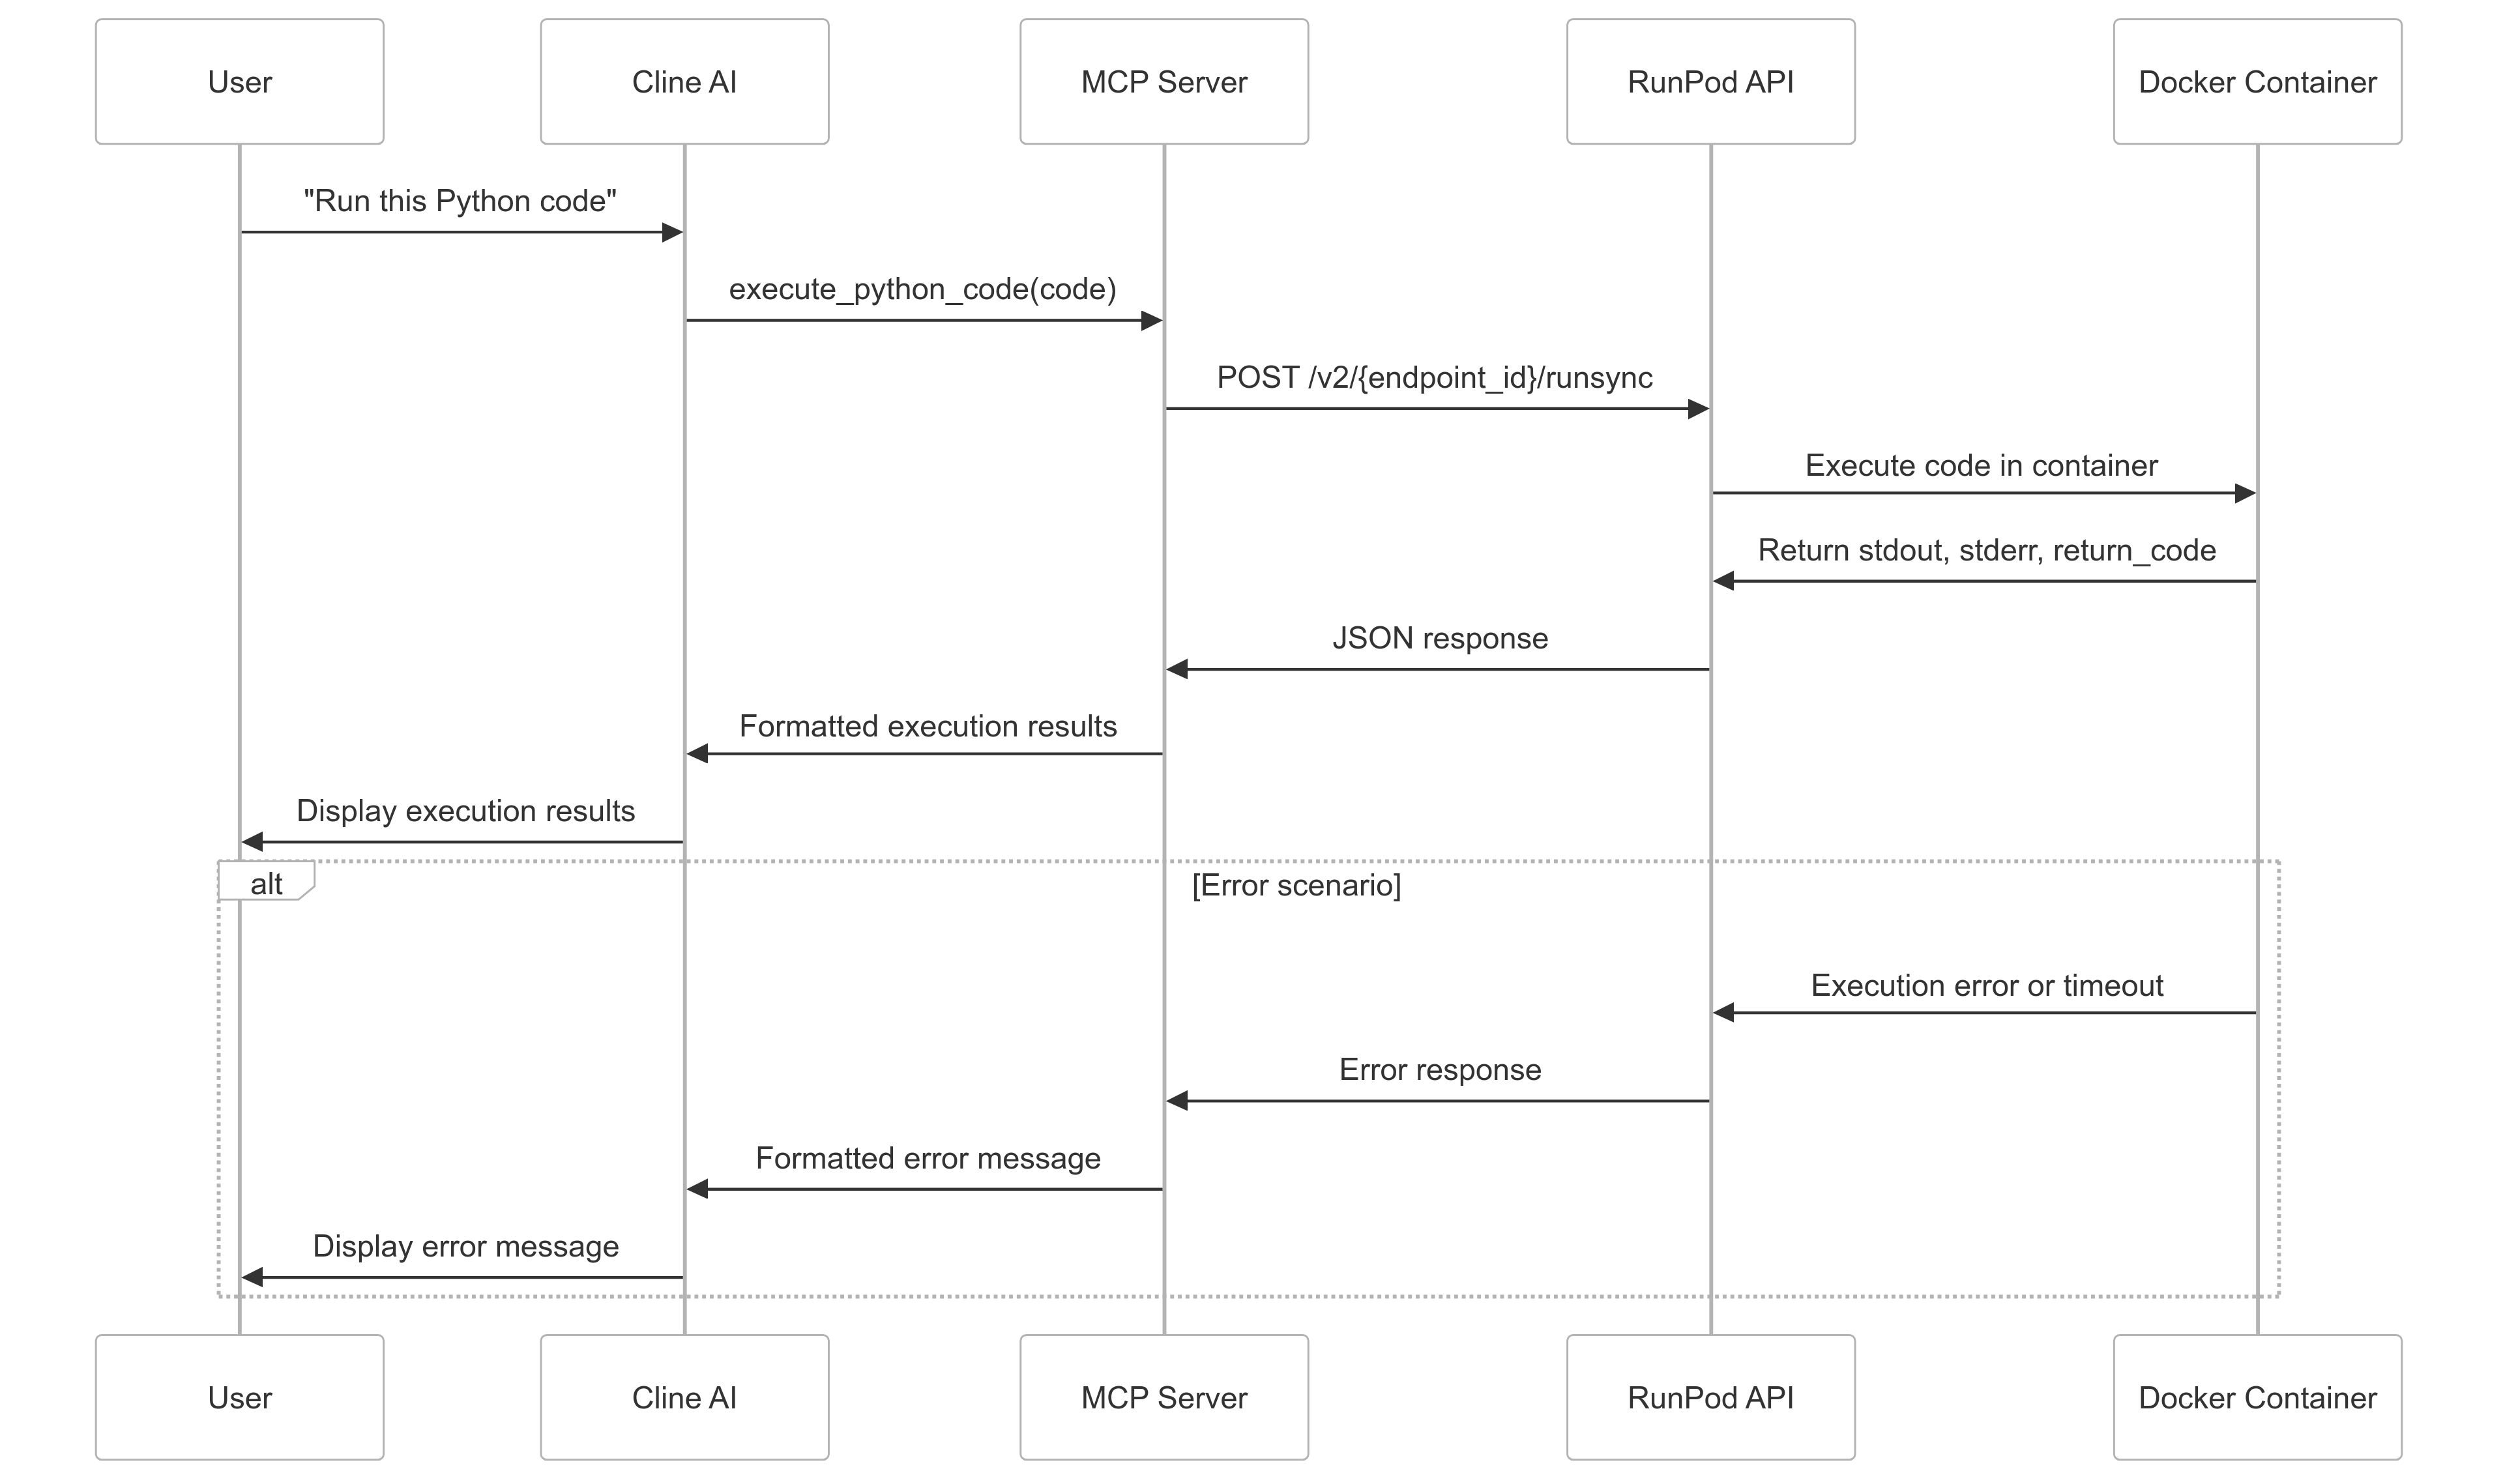 User
Cline AI
MCP Server
RunPod API
Docker Container
"Run this Python code"
execute_python_code(code)
POST /v2/{endpoint_id}/runsync
Execute code in container
Return stdout, stderr, return_code
JSON response
Formatted execution results
Display execution results
alt
[Error scenario]
Execution error or timeout
Error response
Formatted error message
Display error message
User
Cline AI
MCP Server
RunPod API
Docker Container